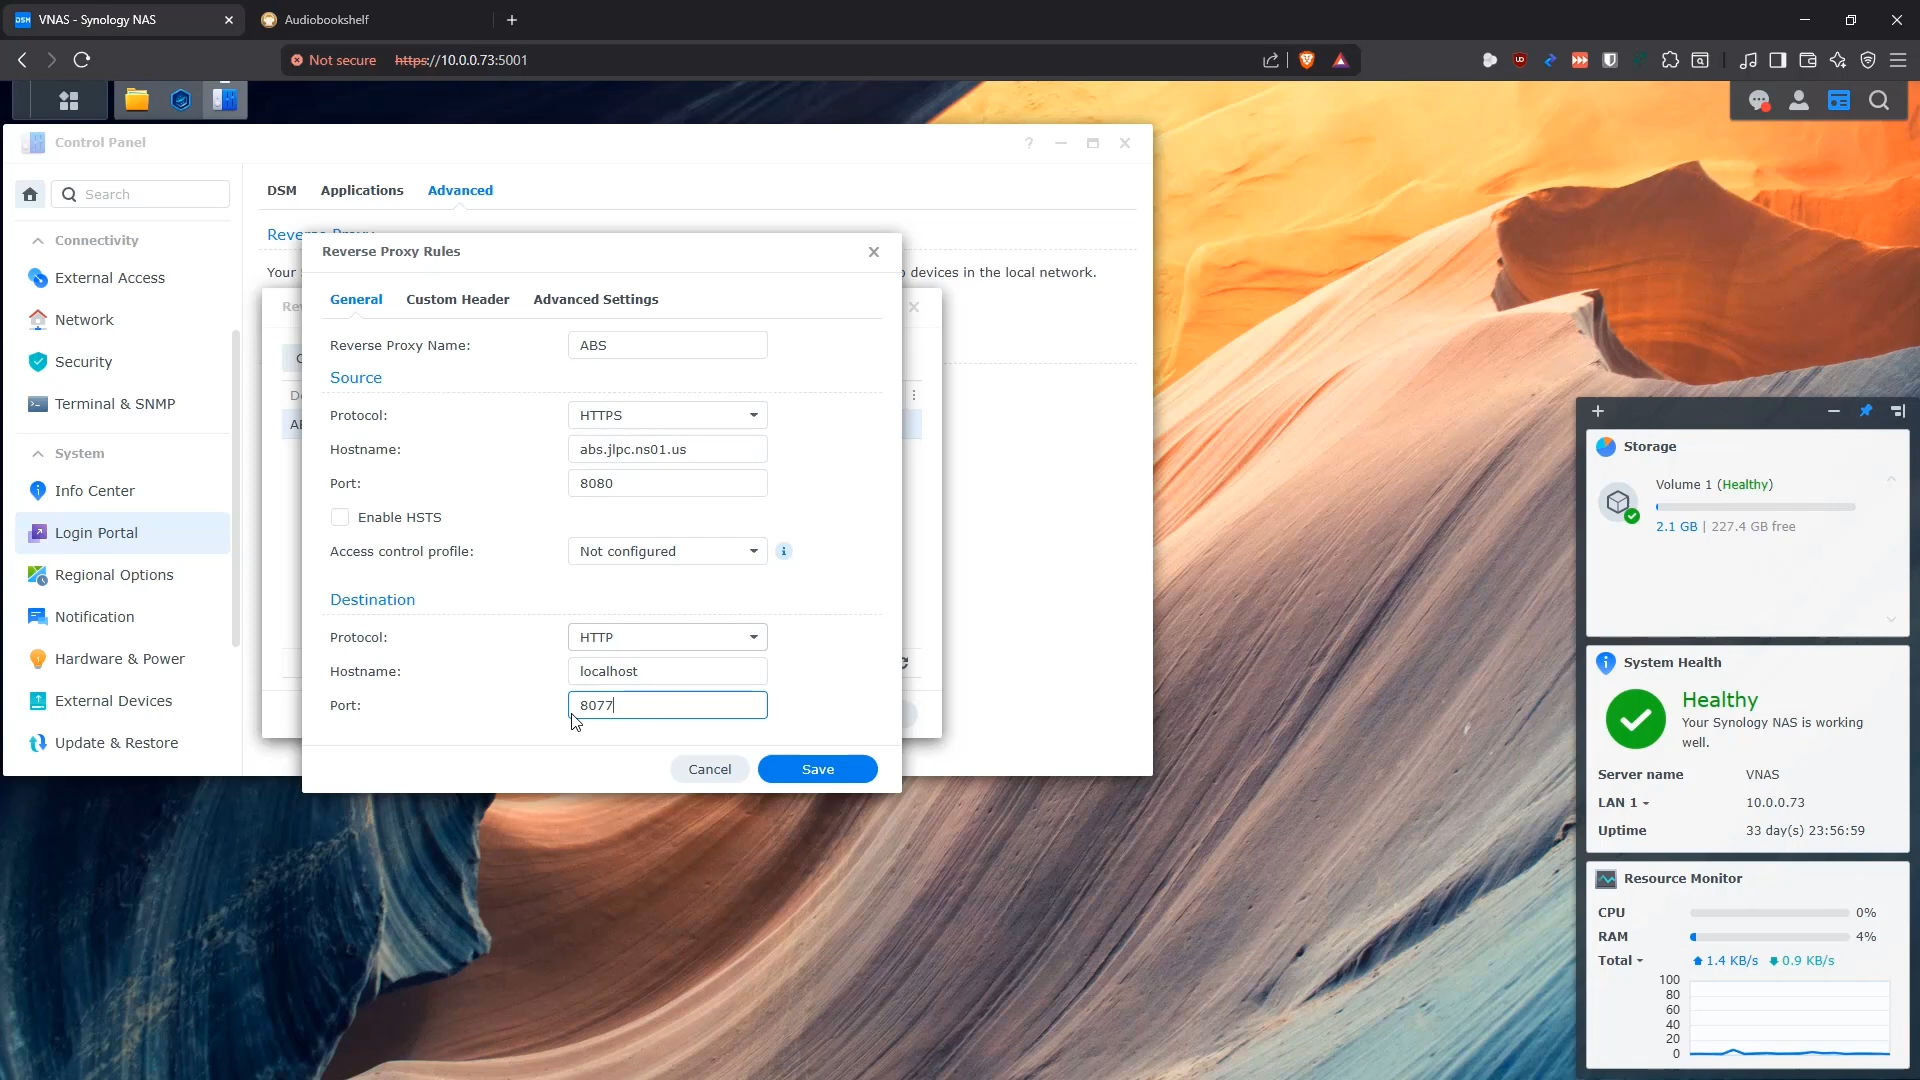 DSM VNAS - Synology NAS
Audiobookshelf
Not secure https://10.0.0.73:5001
Control Panel
Search
Connectivity
External Access
Network
Security
Terminal & SNMP
System
Info Center
Login Portal
Regional Options
Notification
Hardware & Power
External Devices
Update & Restore
DSM Applications Advanced
Your
devices in the local network.
Reverse Proxy Rules
General Custom Header Advanced Settings
Reverse Proxy Name: ABS
Source
Protocol: HTTPS
Hostname: abs.jlpc.ns01.us
Port: 8080
Enable HSTS
Access control profile: Not configured
Destination
Protocol: HTTP
Hostname: localhost
Port: 8077
Cancel Save
Storage
Volume 1 (Healthy)
2.1 GB | 227.4 GB free
System Health
Healthy
Your Synology NAS is working
well.
Server name VNAS
LAN 1 10.0.0.73
Uptime 33 day(s) 23:56:59
Resource Monitor
CPU 0%
RAM 4%
Total 1.4 KB/s 0.9 KB/s
100
80
60
40
20
0